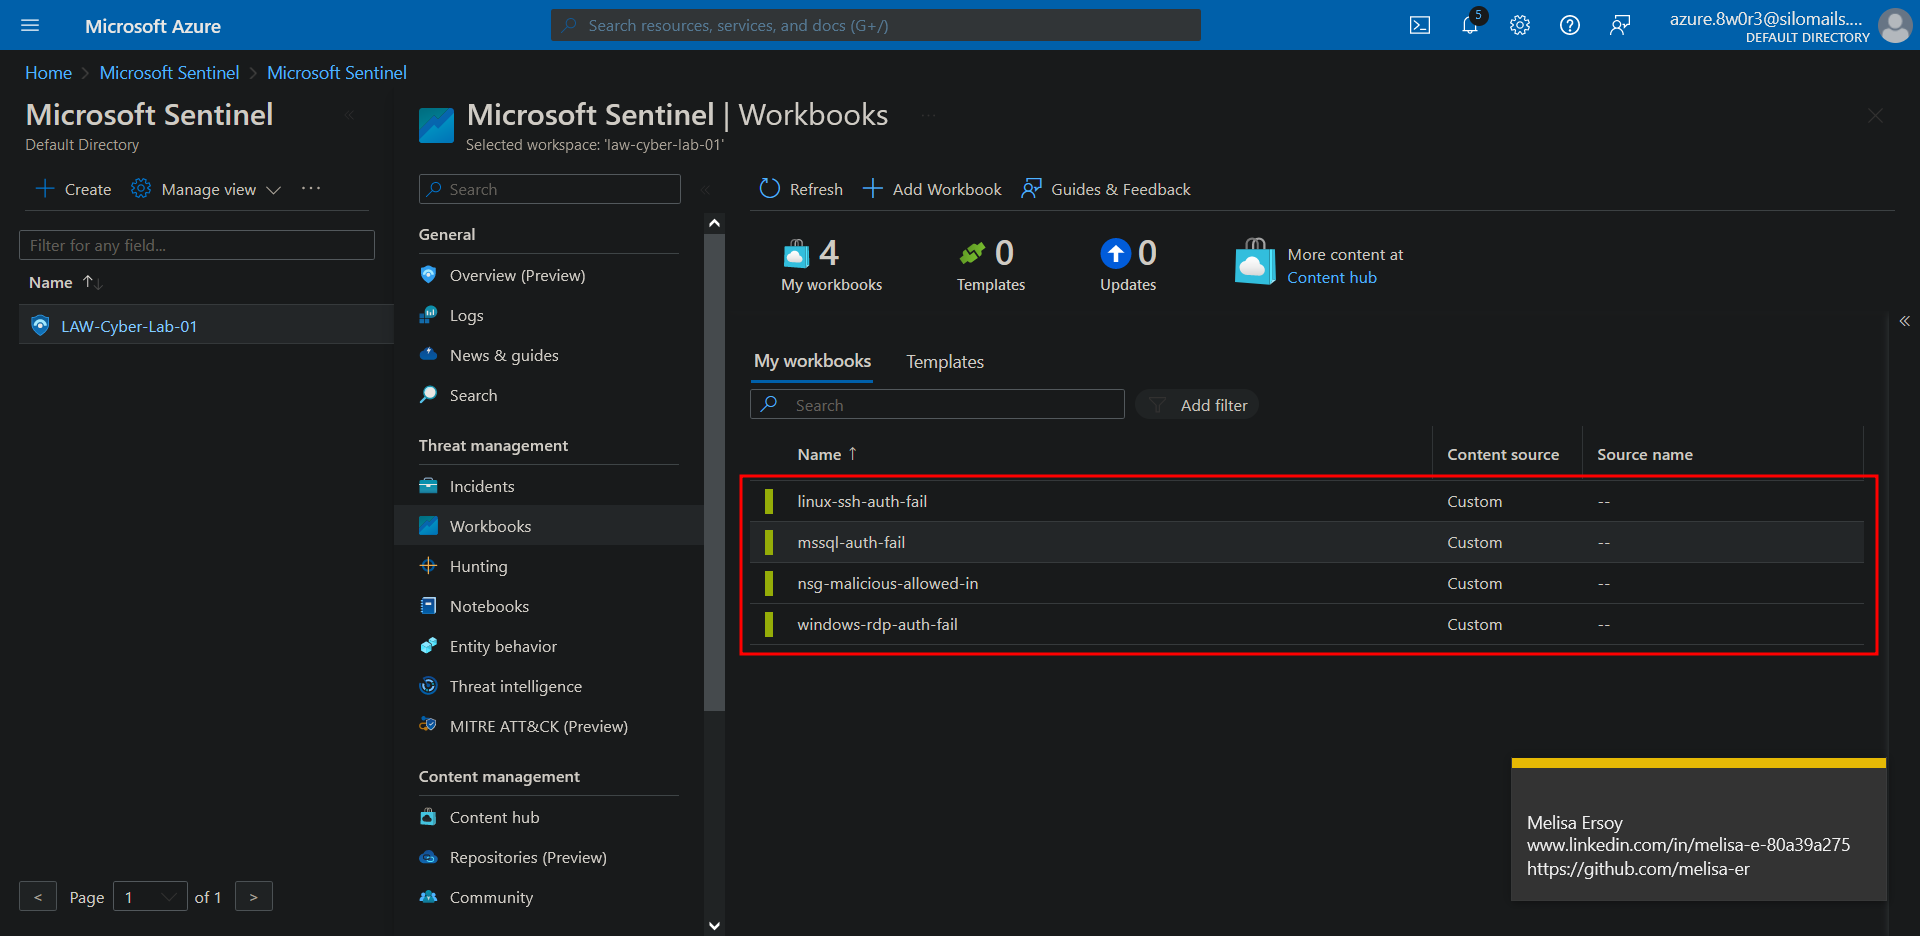 Microsoft Azure
Search resources, services, and docs (G+/)
5
azure.8w0r3@silomails....
DEFAULT DIRECTORY
Home > Microsoft Sentinel > Microsoft Sentinel
Microsoft Sentinel
Default Directory
Create
Manage view
...
Filter for any field...
Name ↑↓
LAW-Cyber-Lab-01
< Page 1 of 1 >
Microsoft Sentinel | Workbooks
...
Selected workspace: 'law-cyber-lab-01'
Search
«
General
Overview (Preview)
Logs
News & guides
Search
Threat management
Incidents
Workbooks
Hunting
Notebooks
Entity behavior
Threat intelligence
MITRE ATT&CK (Preview)
Content management
Content hub
Repositories (Preview)
Community
Refresh
Add Workbook
Guides & Feedback
4
My workbooks
0
Templates
0
Updates
More content at
Content hub
«
My workbooks
Templates
Search
Add filter
Name ↑ Content source Source name
linux-ssh-auth-fail Custom --
mssql-auth-fail Custom --
nsg-malicious-allowed-in Custom --
windows-rdp-auth-fail Custom --
Melisa Ersoy
www.linkedin.com/in/melisa-e-80a39a275
https://github.com/melisa-er